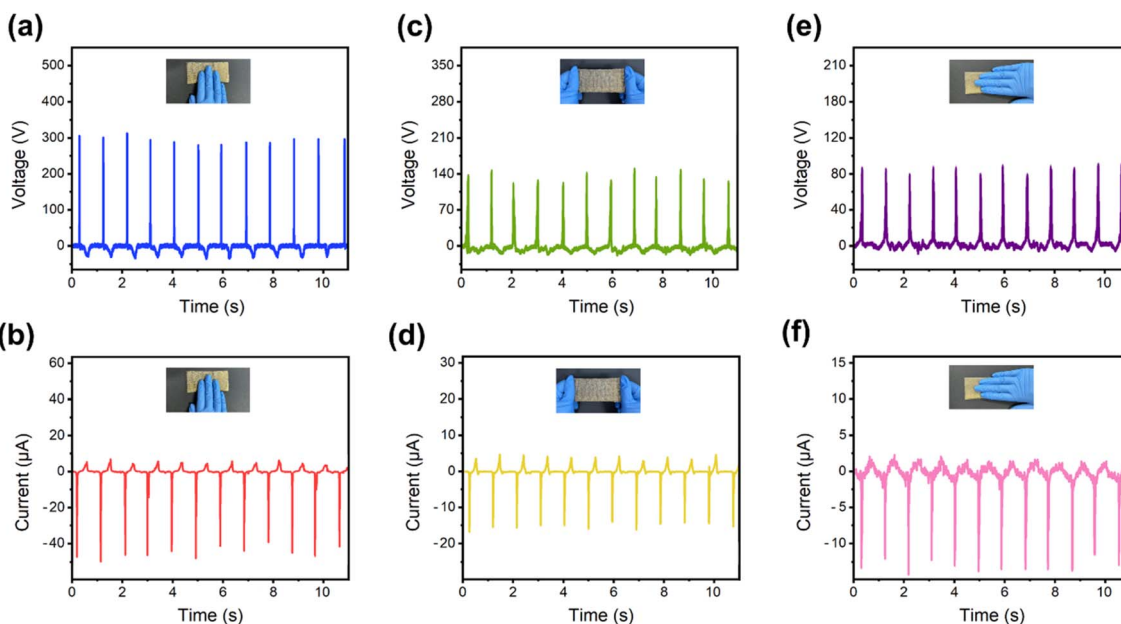 (a)
500
400
300
200
100
0
Voltage (V)
0 2 4 6 8 10
Time (s)
(c)
350
280
210
140
70
0
Voltage (V)
0 2 4 6 8 10
Time (s)
(e)
210
180
120
80
40
0
Voltage (V)
0 2 4 6 8 10
Time (s)
(b)
60
40
20
0
-20
-40
Current (µA)
0 2 4 6 8 10
Time (s)
(d)
30
20
15
10
5
0
-10
-20
Current (µA)
0 2 4 6 8 10
Time (s)
(f)
15
10
5
0
-5
-10
Current (µA)
0 2 4 6 8 10
Time (s)